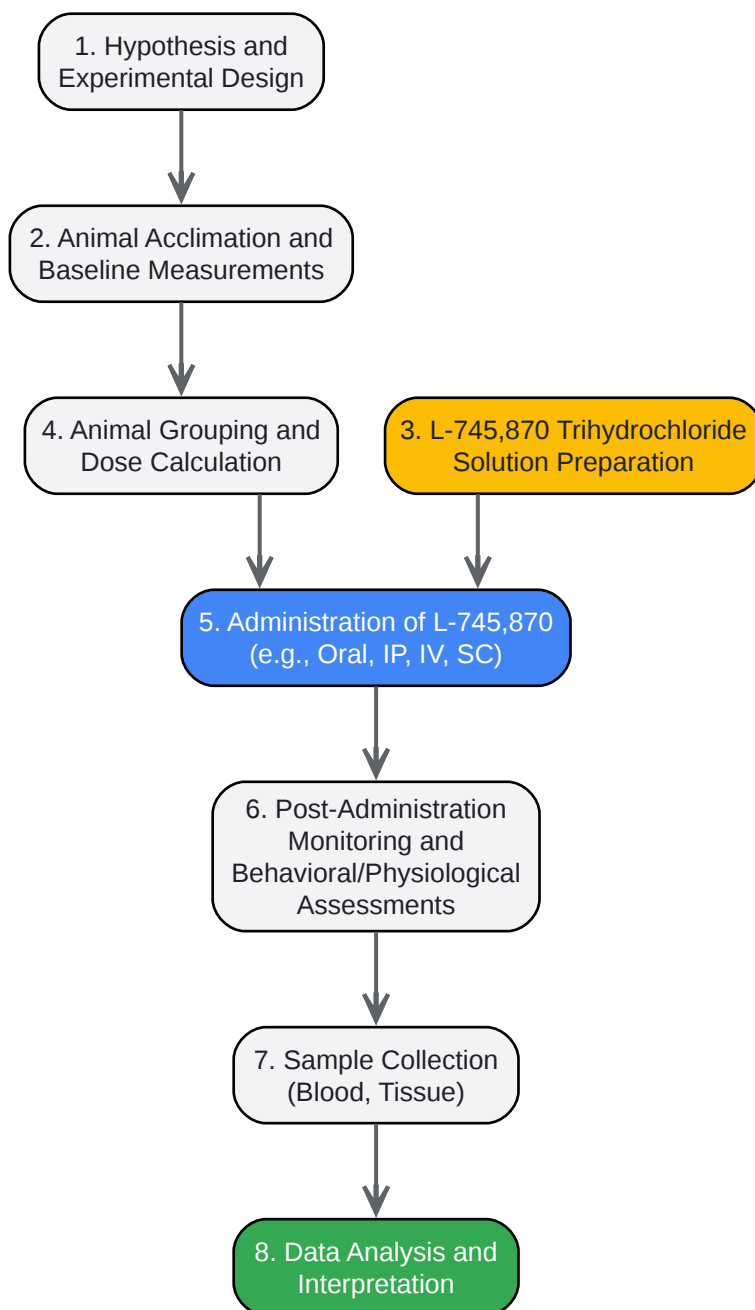 1. Hypothesis and
Experimental Design
2. Animal Acclimation and
Baseline Measurements
4. Animal Grouping and
Dose Calculation
3. L-745,870 Trihydrochloride
Solution Preparation
5. Administration of L-745,870
(e.g., Oral, IP, IV, SC)
6. Post-Administration
Monitoring and
Behavioral/Physiological
Assessments
7. Sample Collection
(Blood, Tissue)
8. Data Analysis and
Interpretation